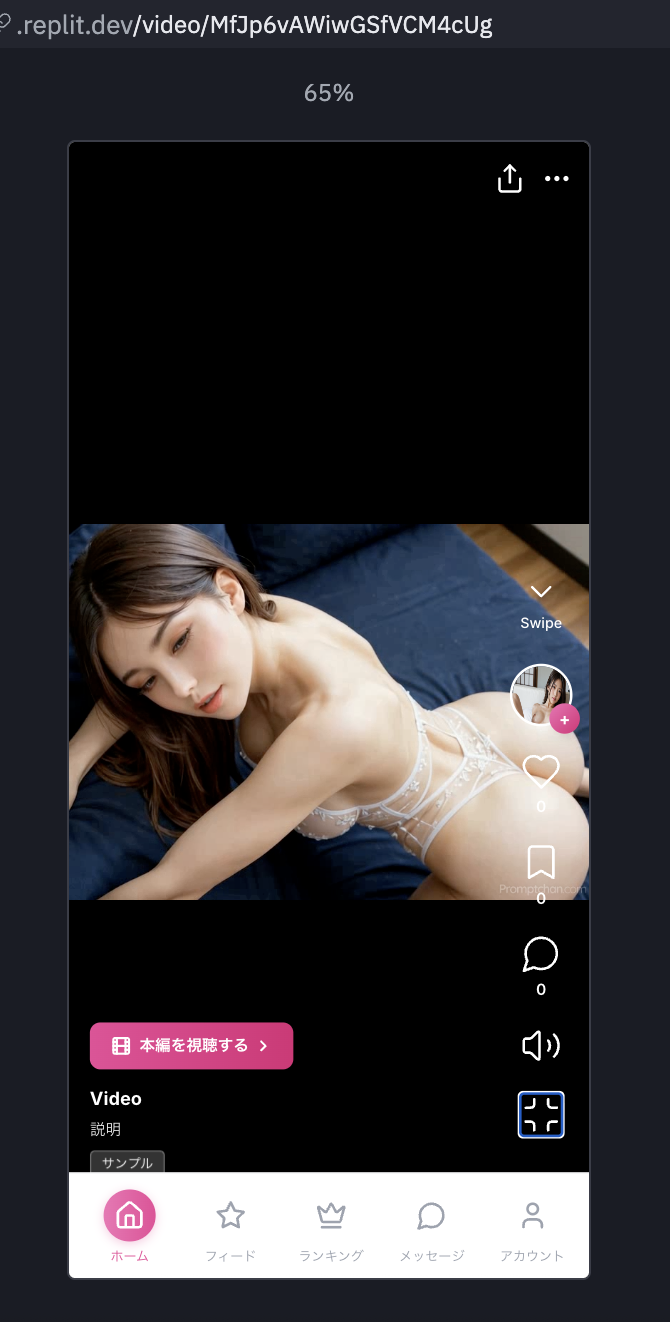 .replit.dev/video/MfJp6vAWiwGSfVCM4cUg
65%
Swipe
0
Promptchan.com
0
0
本編を視聴する
Video
説明
サンプル
ホーム
フィード
ランキング
メッセージ
アカウント